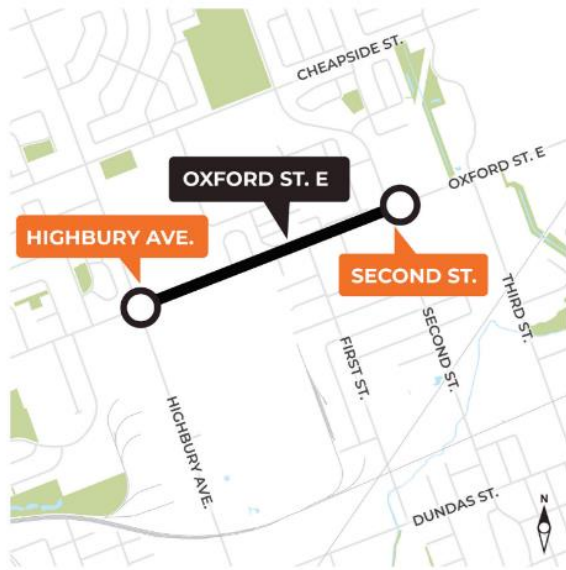 CHEAPSIDE ST.
OXFORD ST. E
OXFORD ST. E
HIGHBURY AVE.
SECOND ST.
THIRD ST.
FIRST ST.
SECOND ST.
HIGHBURY AVE.
DUNDAS ST.
N